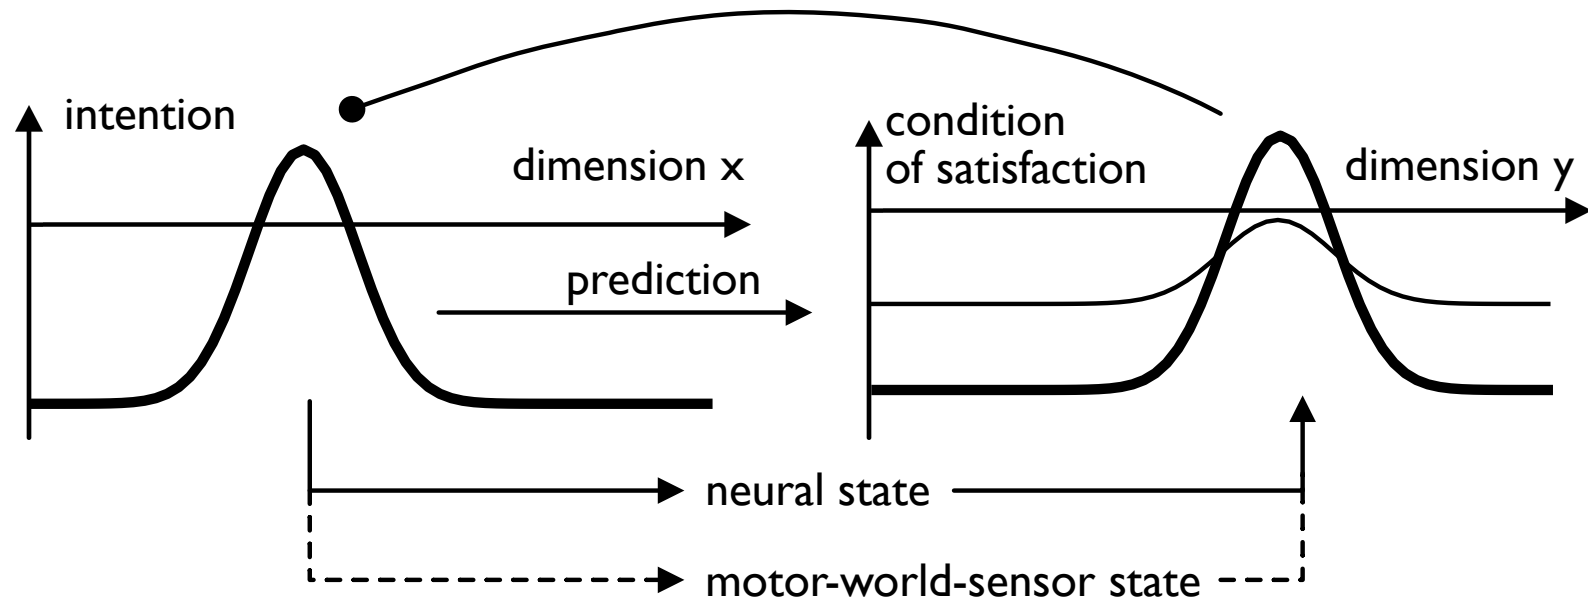 intention
dimension x
prediction
condition
of satisfaction
dimension y
neural state
motor-world-sensor state